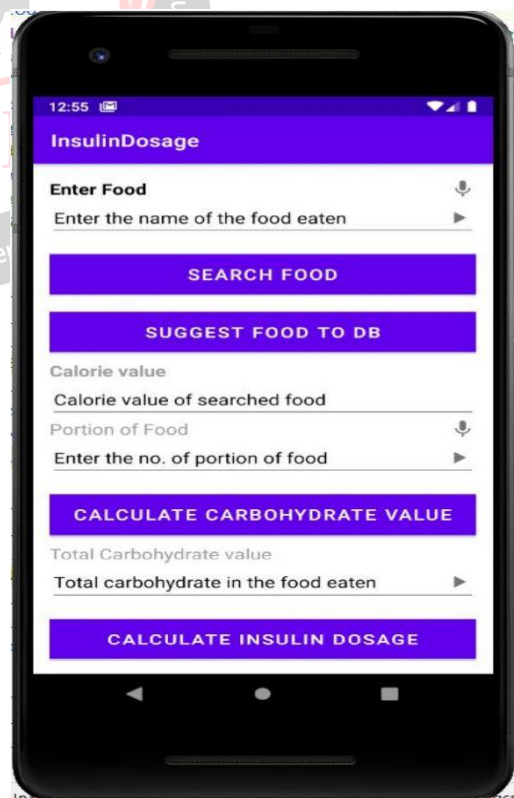 12:55
InsulinDosage
Enter Food
Enter the name of the food eaten
SEARCH FOOD
SUGGEST FOOD TO DB
Calorie value
Calorie value of searched food
Portion of Food
Enter the no. of portion of food
CALCULATE CARBOHYDRATE VALUE
Total Carbohydrate value
Total carbohydrate in the food eaten
CALCULATE INSULIN DOSAGE